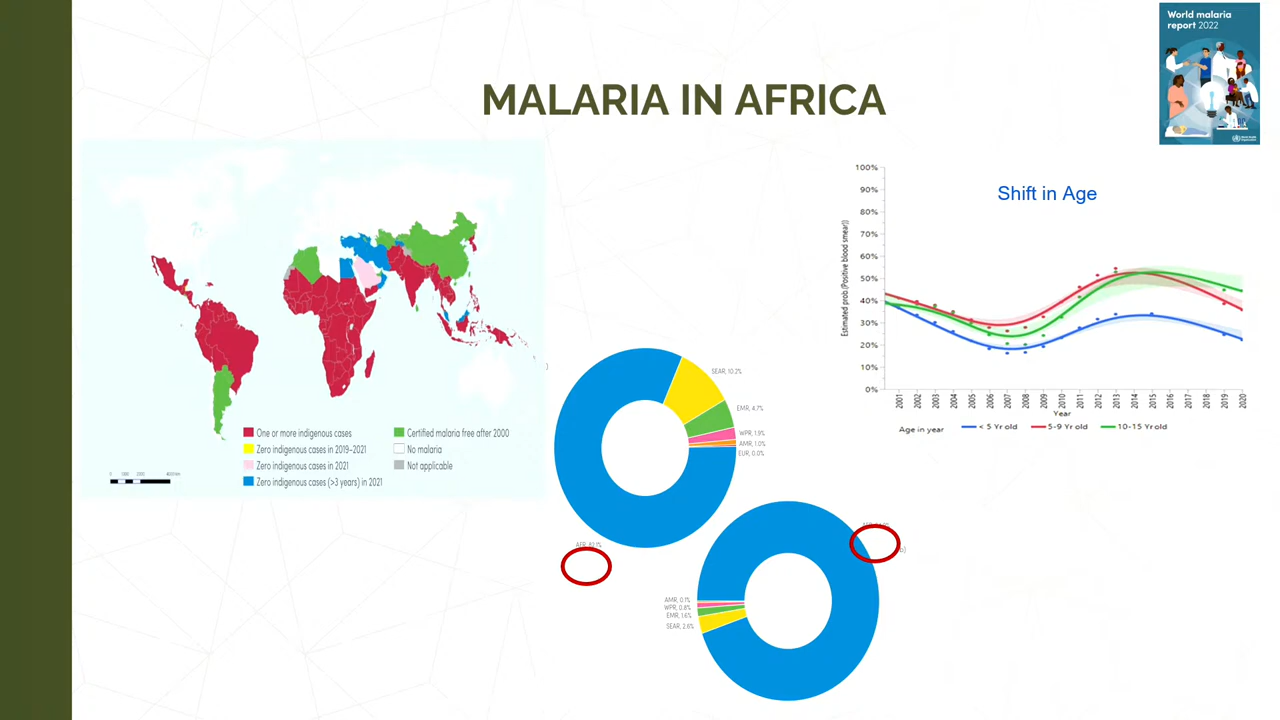 World malaria
report 2022
MALARIA IN AFRICA
One or more indigenous cases
Zero indigenous cases in 2019–2021
Zero indigenous cases in 2021
Zero indigenous cases (>3 years) in 2021
Certified malaria free after 2000
No malaria
Not applicable
SEAR, 10.2%
EMR, 4.7%
WPR, 1.9%
AMR, 1.0%
EUR, 0.0%
AFR, 82.1%
AMR, 0.7%
WPR, 0.8%
EMR, 1.6%
SEAR, 2.6%
Shift in Age
Estimated prob (Positive blood smear))
100%
90%
80%
70%
60%
50%
40%
30%
20%
10%
0%
2001 2002 2003 2004 2005 2006 2007 2008 2009 2010 2011 2012 2013 2014 2015 2016 2017 2018 2019 2020
Year
Age in year < 5 Yr old 5-9 Yr old 10-15 Yr old